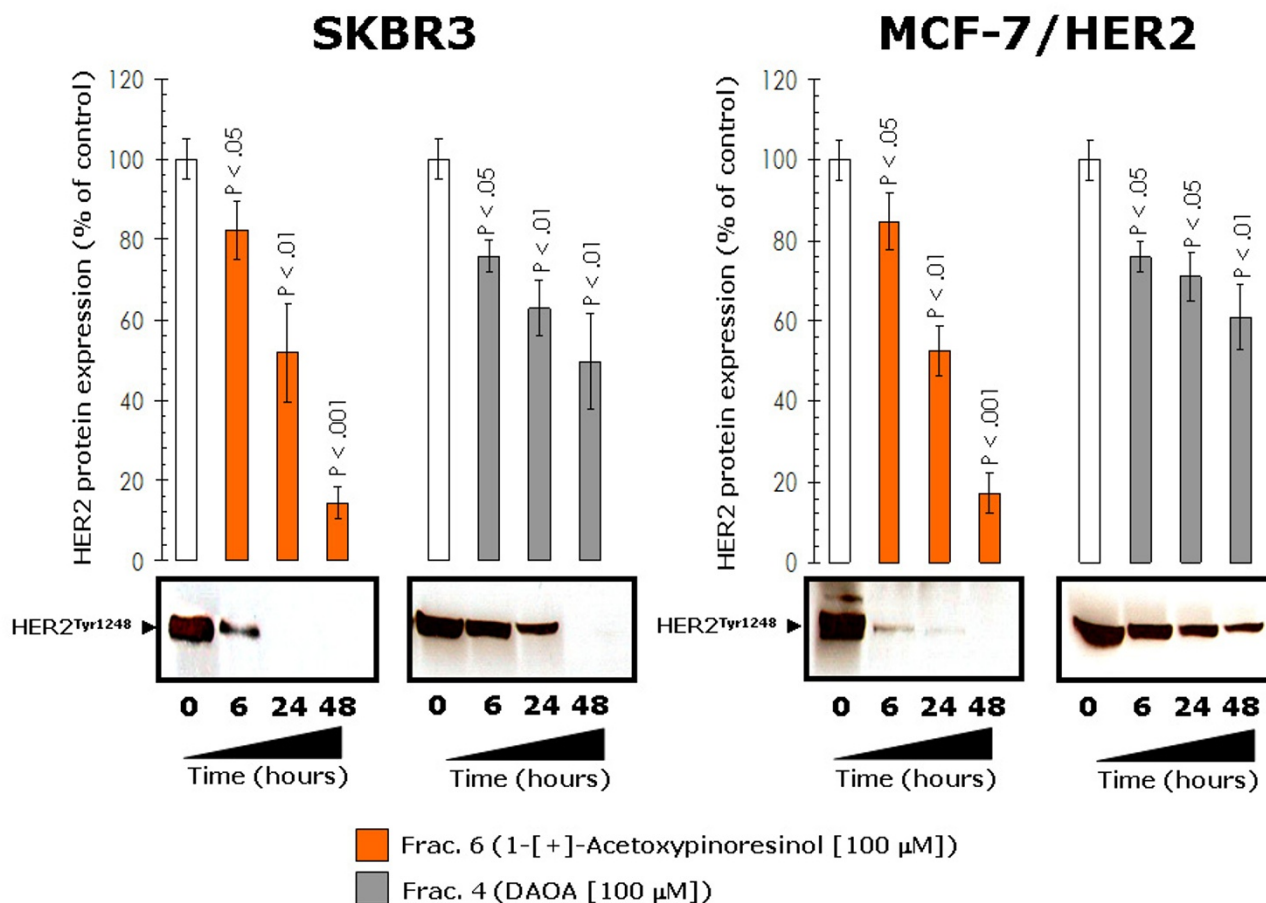 SKBR3
MCF-7/HER2
HER2 protein expression (% of control)
120
100
80
60
40
20
0
P < .05
P < .01
P < .001
P < .05
P < .01
P < .01
HER2 protein expression (% of control)
120
100
80
60
40
20
0
P < .05
P < .01
P < .001
P < .05
P < .05
P < .01
HER2Tyr1248
HER2Tyr1248
0 6 24 48
0 6 24 48
0 6 24 48
0 6 24 48
Time (hours)
Time (hours)
Time (hours)
Time (hours)
Frac. 6 (1-[+]-Acetoxypinoresinol [100 µM])
Frac. 4 (DAOA [100 µM])